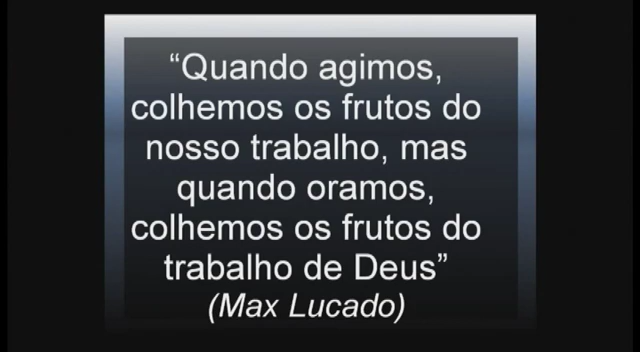 “Quando agimos,
colhemos os frutos do
nosso trabalho, mas
quando oramos,
colhemos os frutos do
trabalho de Deus”
(Max Lucado)